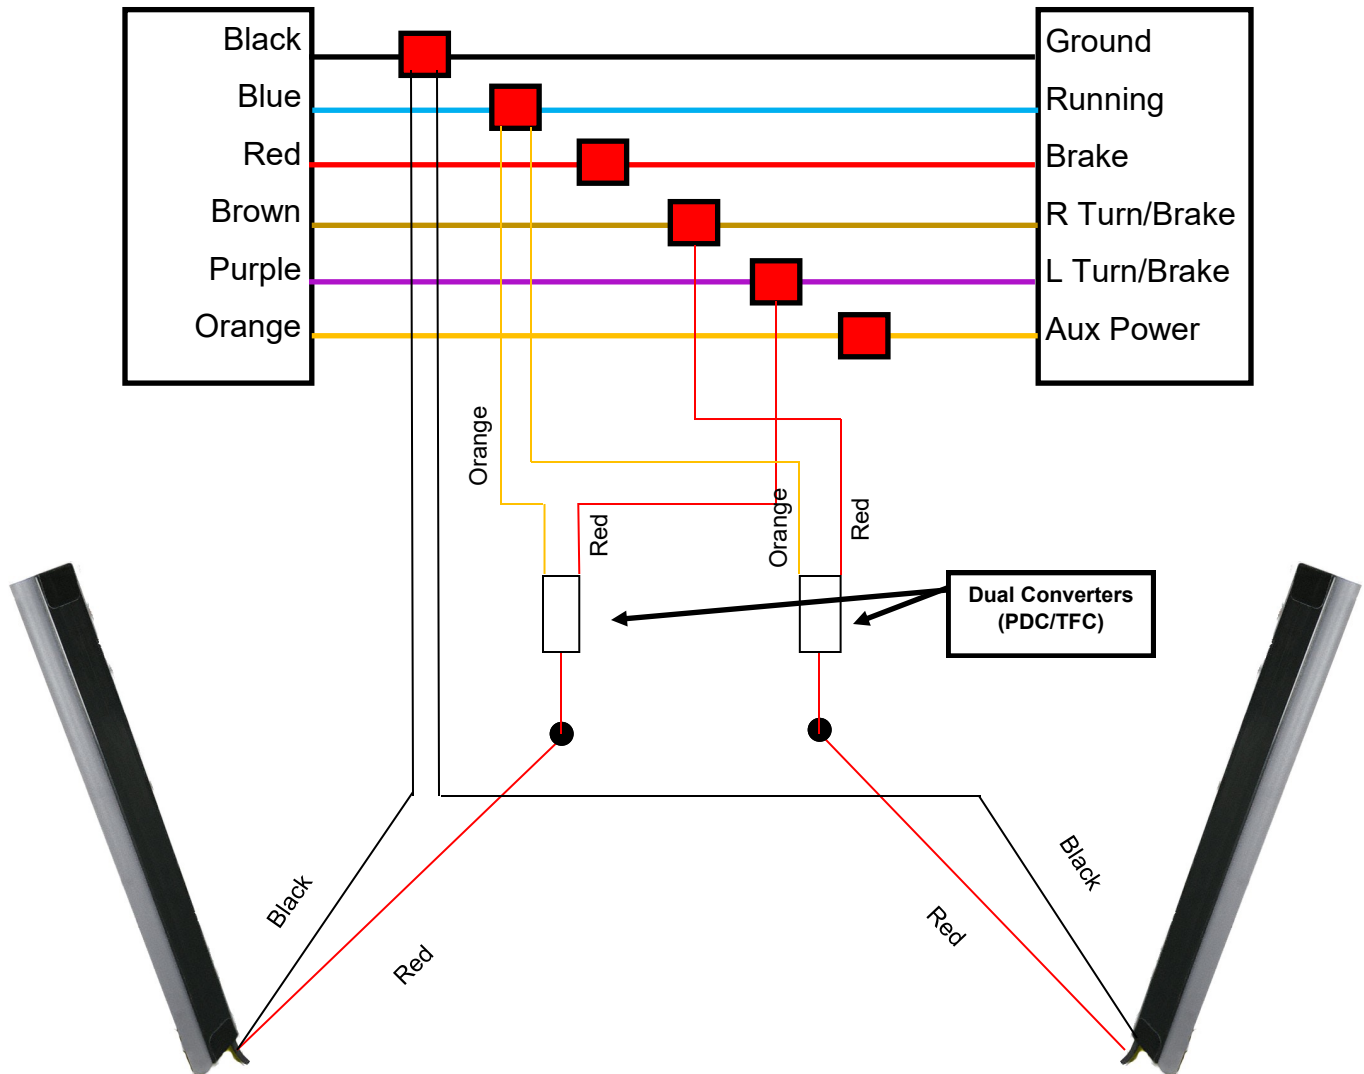 Black
Blue
Red
Brown
Purple
Orange
Ground
Running
Brake
R Turn/Brake
L Turn/Brake
Aux Power
Orange
Red
Orange
Red
Dual Converters
(PDC/TFC)
Black
Red
Red
Black